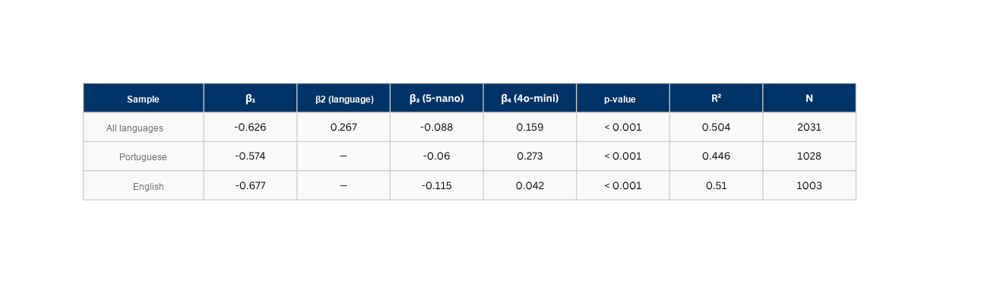 Sample β₁ β2 (language) β₃ (5-nano) β₄ (4o-mini) p-value R² N
All languages -0.626 0.267 -0.088 0.159 < 0.001 0.504 2031
Portuguese -0.574 — -0.06 0.273 < 0.001 0.446 1028
English -0.677 — -0.115 0.042 < 0.001 0.51 1003